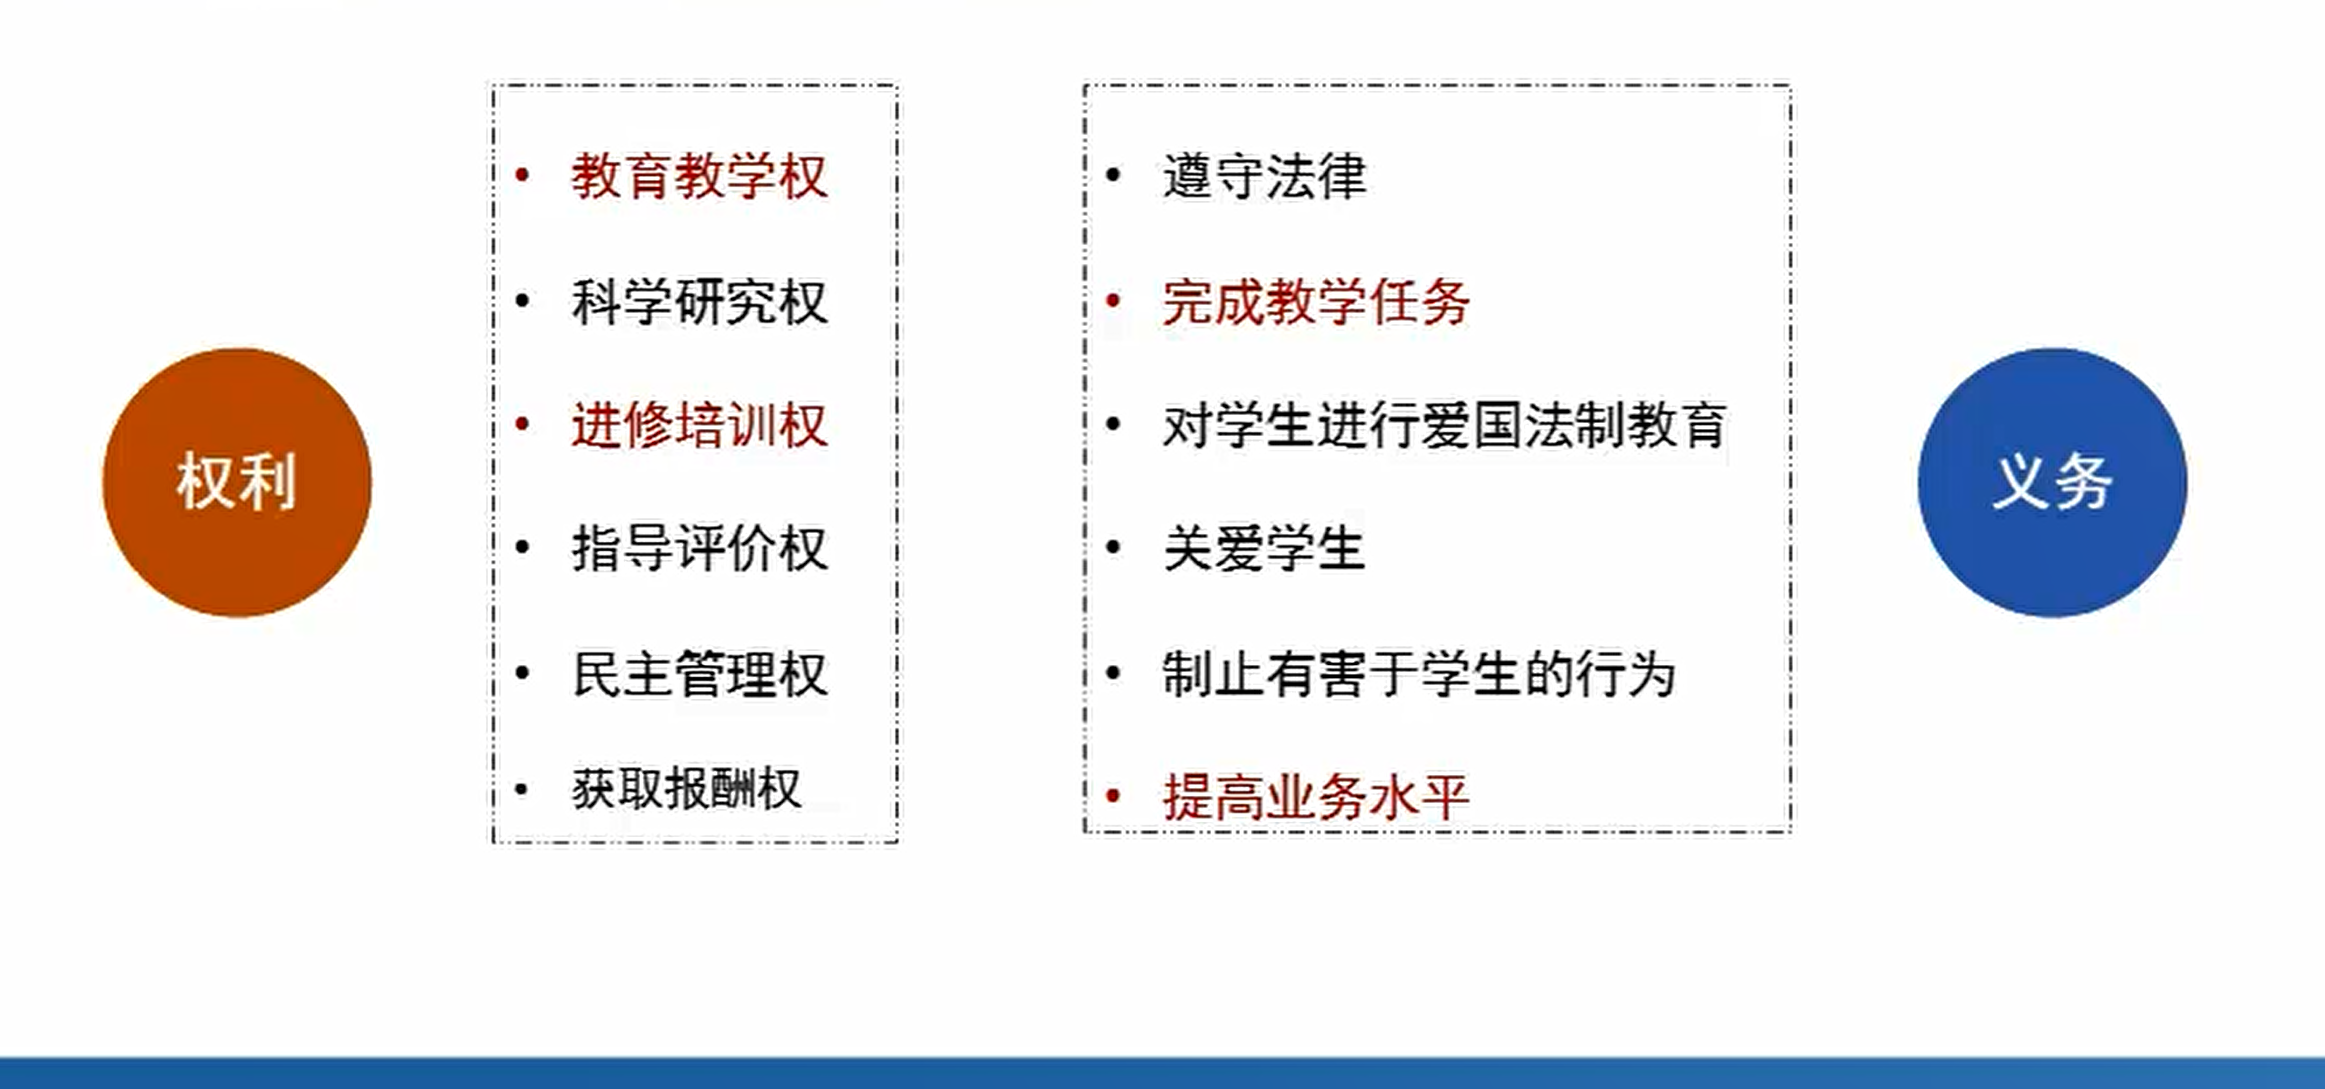 权利
• 教育教学权
• 科学研究权
• 进修培训权
• 指导评价权
• 民主管理权
• 获取报酬权
• 遵守法律
• 完成教学任务
• 对学生进行爱国法制教育
• 关爱学生
• 制止有害于学生的行为
• 提高业务水平
义务